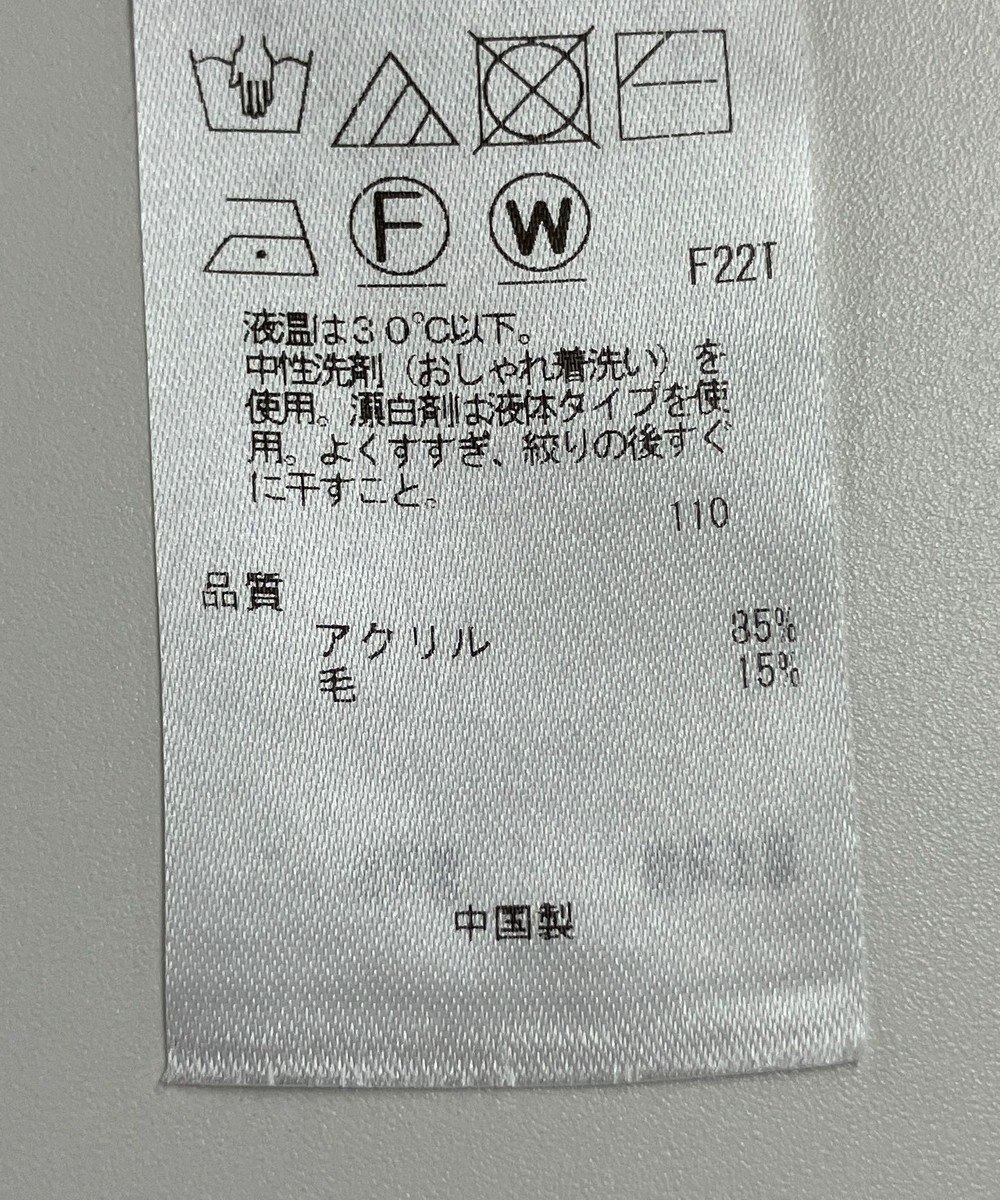 F W
F22T
液温は30℃以下。
中性洗剤(おしゃれ着洗い)を
使用。漂白剤は液体タイプを使
用。よくすすぎ、絞りの後すぐ
に干すこと。
110
品質
アクリル 85%
毛 15%
中国製